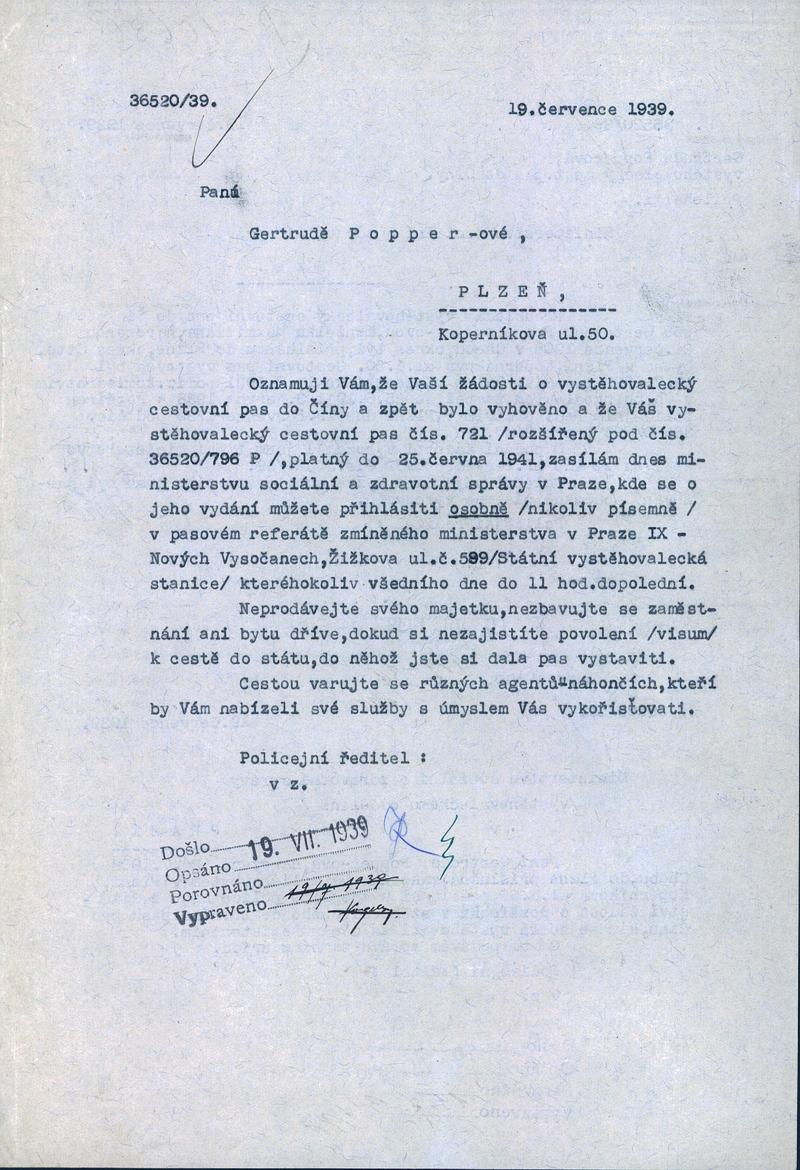 36520/39.
19.července 1939.
Paní
Gertrudě P o p p e r -ové ,
P L Z E Ň ,
Koperníkova ul.50.
Oznamuji Vám,že Vaší žádosti o vystěhovalecký
cestovní pas do Číny a zpět bylo vyhověno a že Váš vy-
stěhovalecký cestovní pas čís. 721 /rozšířený pod čís.
36520/796 P /,platný do 25.června 1941,zasílám dnes mi-
nisterstvu sociální a zdravotní správy v Praze,kde se o
jeho vydání můžete přihlásiti osobně /nikoliv písemně /
v pasovém referátě zmíněného ministerstva v Praze IX -
Nových Vysočanech,Žižkova ul.č.599/Státní vystěhovalecká
stanice/ kteréhokoliv všedního dne do 11 hod.dopolední.
Neprodávejte svého majetku,nezbavujte se zaměst-
nání ani bytu dříve,dokud si nezajistíte povolení /visum/
k cestě do státu,do něhož jste si dala pas vystaviti.
Cestou varujte se různých agentů-náhončích,kteří
by Vám nabízeli své služby s úmyslem Vás vykořisťovati.
Policejní ředitel :
v z.
Došlo 19. VII. 1939
Opsáno
Porovnáno
Vypraveno